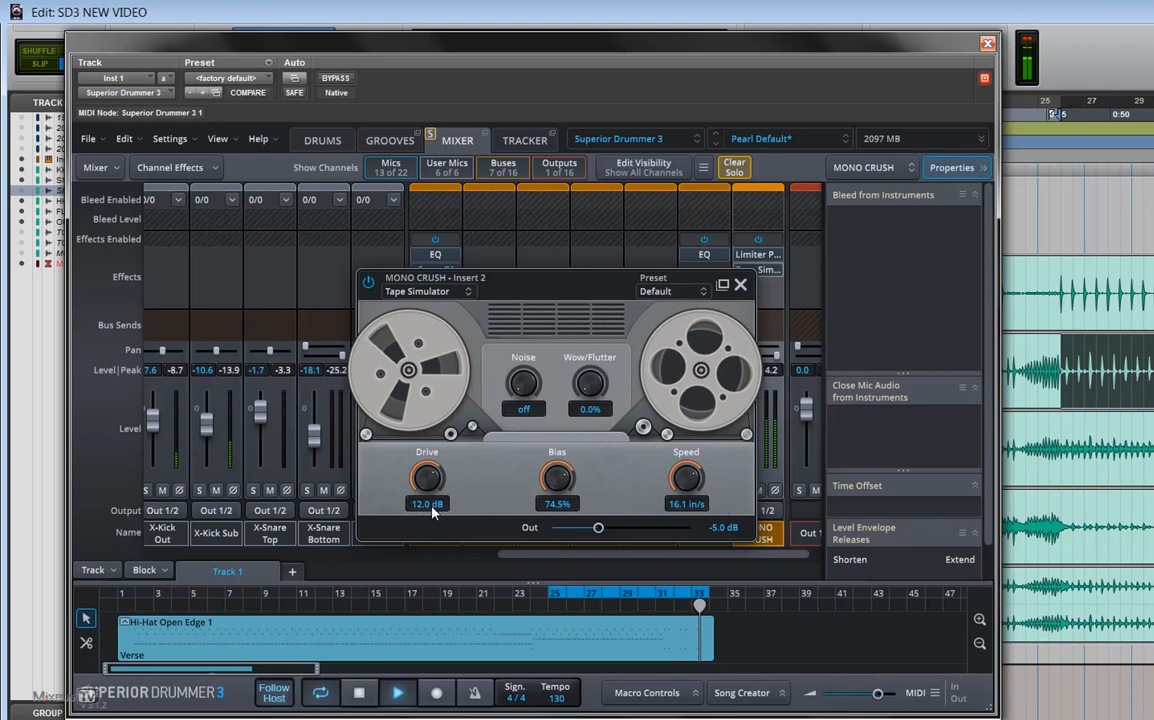 Edit: SD3 NEW VIDEO
SHUFFLE
SLIP
Track Preset Auto
Inst 1 a <factory default>
Superior Drummer 3 - + COMPARE SAFE
BYPASS
Native
MIDI Node: Superior Drummer 3 1
File Edit Settings View Help DRUMS GROOVES S MIXER TRACKER Superior Drummer 3 Pearl Default* 2097 MB
Mixer Channel Effects Show Channels
Mics
13 of 22
User Mics
6 of 6
Buses
7 of 16
Outputs
1 of 16
Edit Visibility
Show All Channels
Clear
Solo
MONO CRUSH Properties
25 27 29
5 0:50
Bleed Enabled 0/0 0/0 0/0 0/0 0/0
Bleed Level
Effects Enabled
EQ EQ Limiter P...
Effects
Bus Sends
Pan
Level | Peak 7.6 -8.7 -10.6 -13.9 -1.7 -3.3 -18.1 -25.2 4.2 0.0
Level 0 0
S M S M S M S M S M
Output Out 1/2 Out 1/2 Out 1/2 Out 1/2 1/2
Name
X-Kick
Out
X-Kick Sub
X-Snare
Top
X-Snare
Bottom
Out 1
MONO CRUSH - Insert 2
Tape Simulator
Preset
Default
Noise Wow/Flutter
off 0.0%
Drive Bias Speed
12.0 dB 74.5% 16.1 in/s
Out -5.0 dB
Bleed from Instruments
Close Mic Audio
from Instruments
Time Offset
Level Envelope
Releases
Shorten Extend
Track Block Track 1 +
1 3 5 7 9 11 13 15 17 19 21 23 25 27 29 31 33 35 37 39 41 43 45 47
Hi-Hat Open Edge 1
Verse
SUPERIOR DRUMMER 3
V 3.1.2
Follow
Host
Sign.
4 / 4
Tempo
130
Macro Controls Song Creator MIDI
In
Out
GROUP